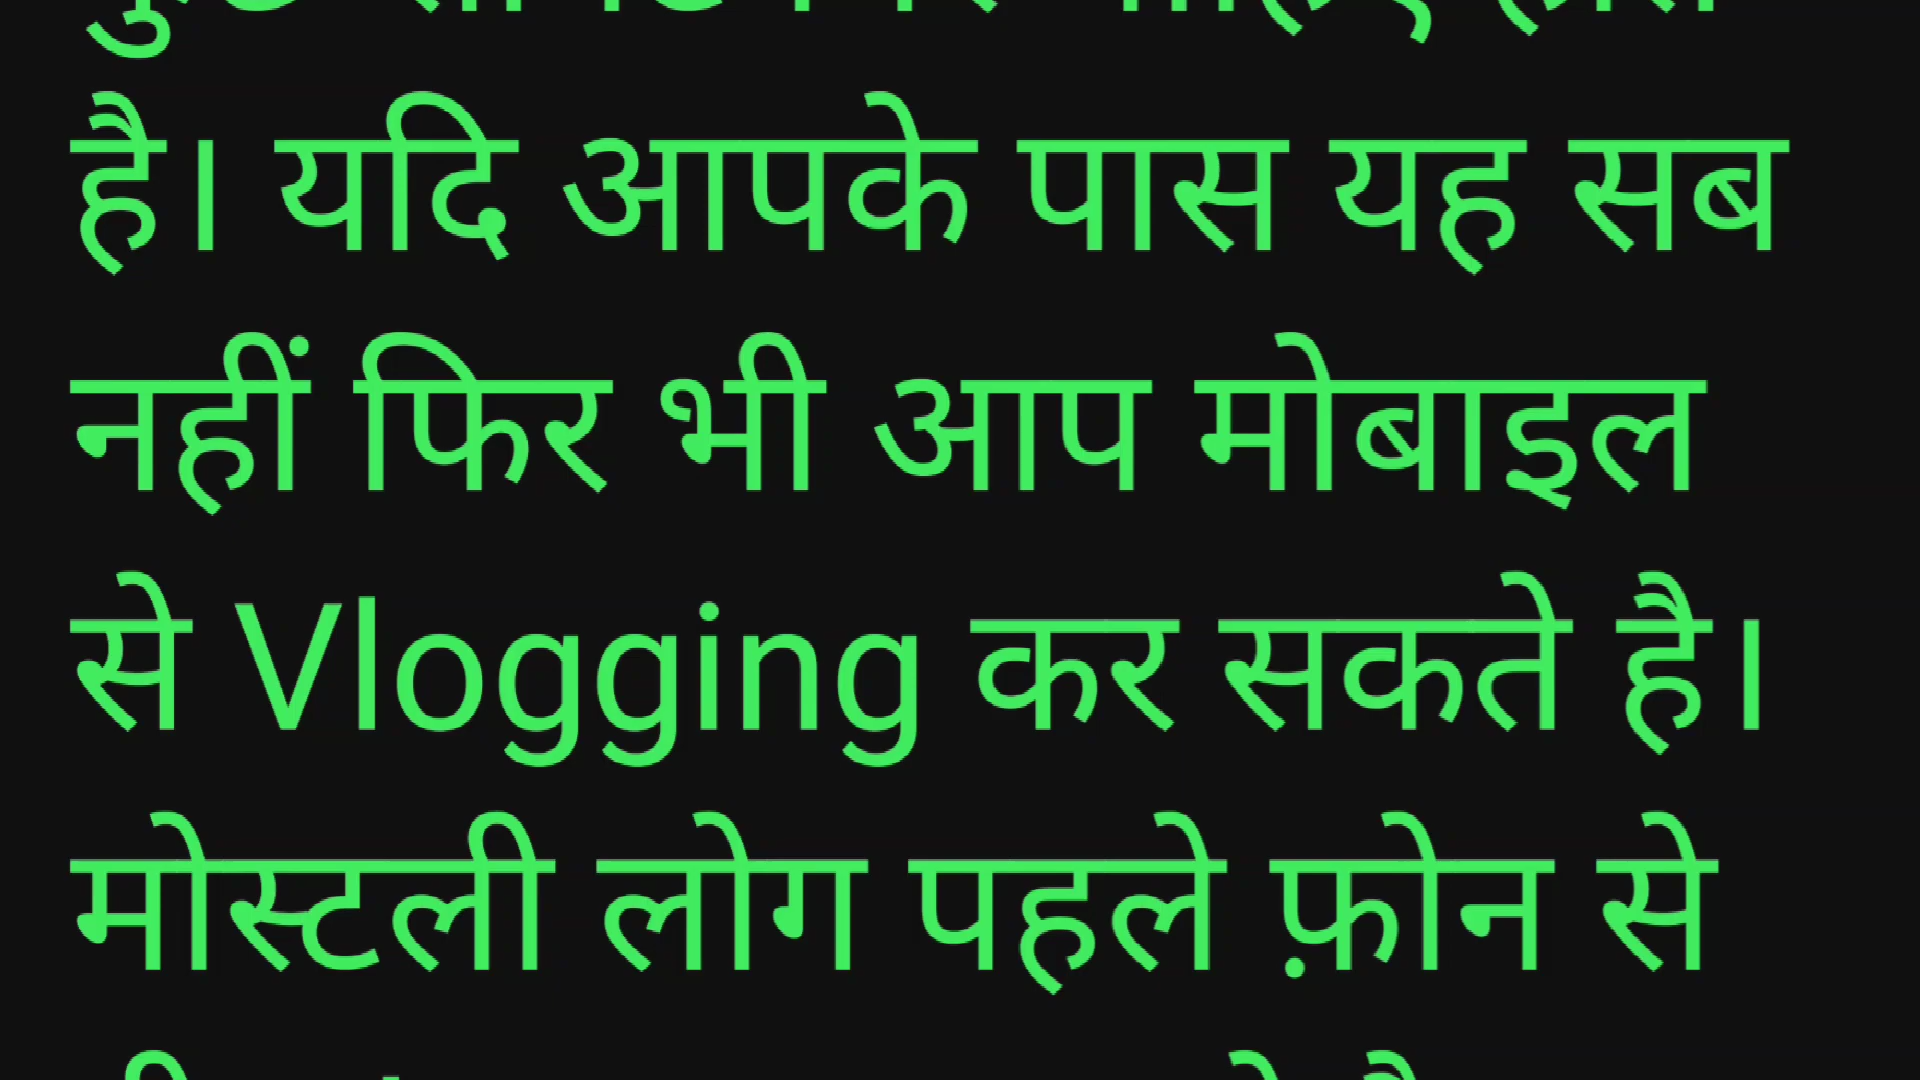 है। यदि आपके पास यह सब
नहीं फिर भी आप मोबाइल
से Vlogging कर सकते है।
मोस्टली लोग पहले फ़ोन से